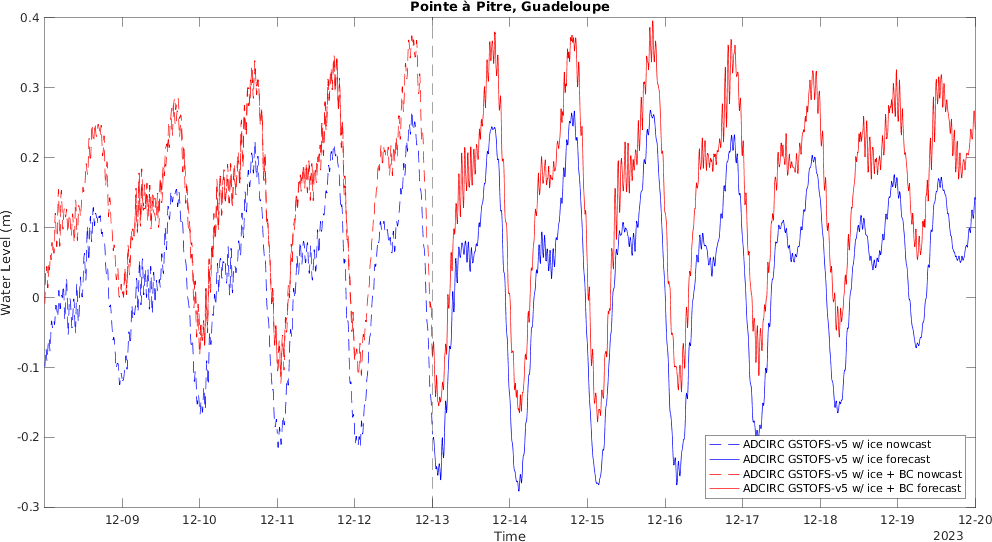 Pointe à Pitre, Guadeloupe
0.4
0.3
0.2
0.1
0
-0.1
-0.2
-0.3
Water Level (m)
ADCIRC GSTOFS-v5 w/ ice nowcast
ADCIRC GSTOFS-v5 w/ ice forecast
ADCIRC GSTOFS-v5 w/ ice + BC nowcast
ADCIRC GSTOFS-v5 w/ ice + BC forecast
12-09 12-10 12-11 12-12 12-13 12-14 12-15 12-16 12-17 12-18 12-19 12-20
Time
2023